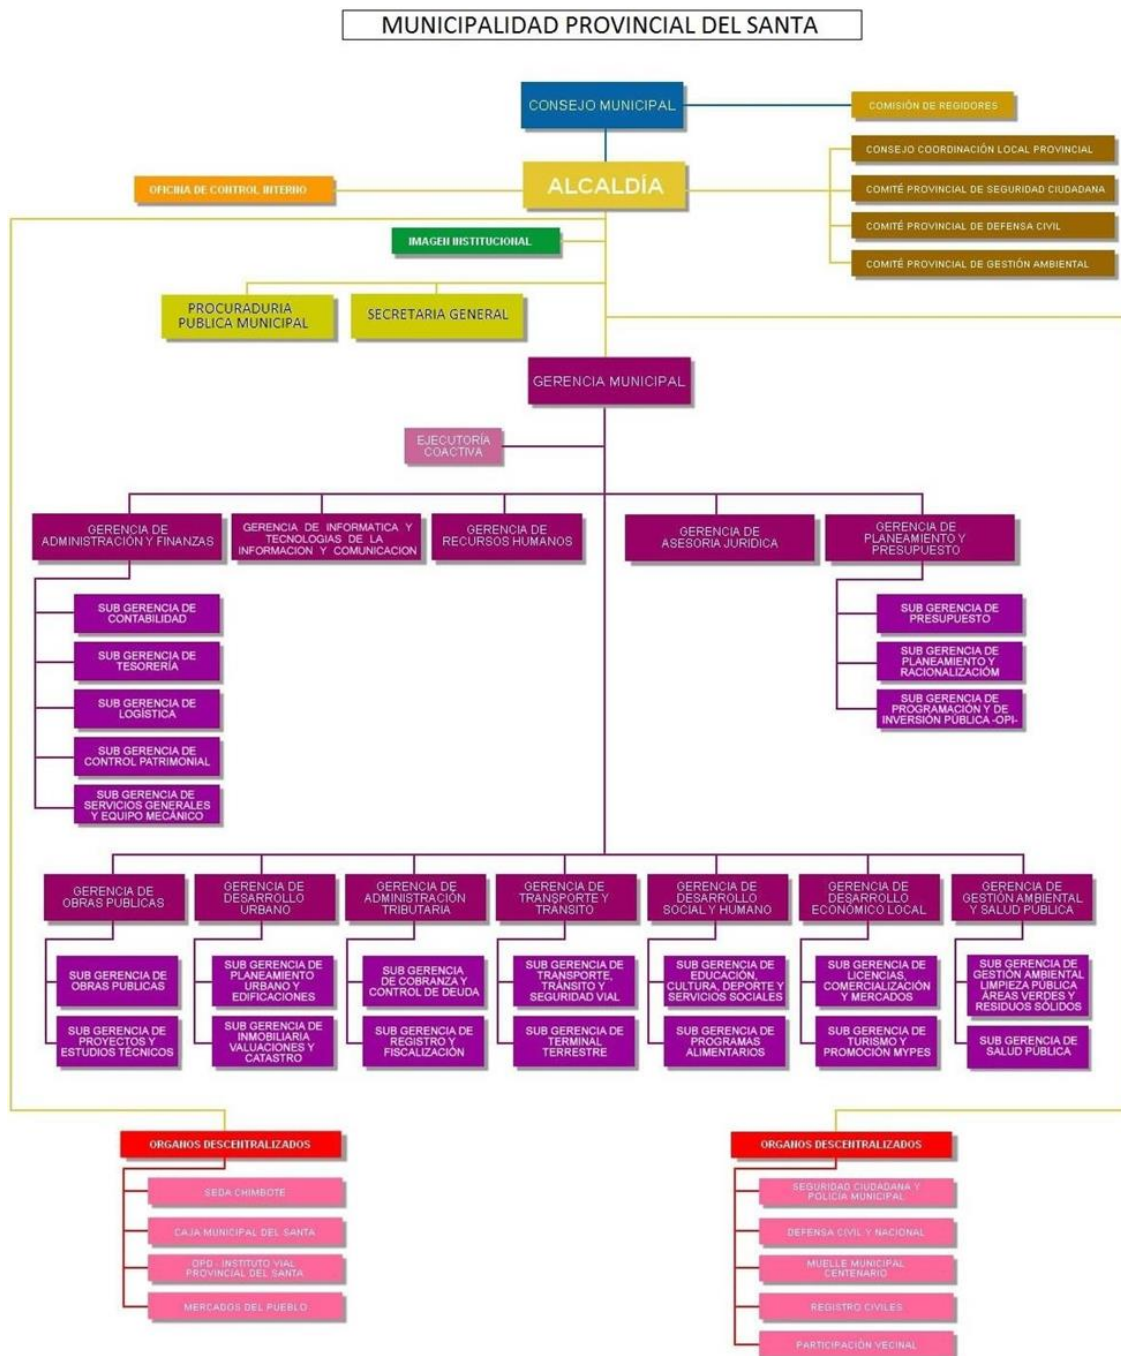 MUNICIPALIDAD PROVINCIAL DEL SANTA
CONSEJO MUNICIPAL
COMISIÓN DE REGIDORES
CONSEJO COORDINACIÓN LOCAL PROVINCIAL
OFICINA DE CONTROL INTERNO
ALCALDÍA
COMITÉ PROVINCIAL DE SEGURIDAD CIUDADANA
COMITÉ PROVINCIAL DE DEFENSA CIVIL
IMAGEN INSTITUCIONAL
COMITÉ PROVINCIAL DE GESTIÓN AMBIENTAL
PROCURADURIA
PUBLICA MUNICIPAL
SECRETARIA GENERAL
GERENCIA MUNICIPAL
EJECUTORÍA
COACTIVA
GERENCIA DE
ADMINISTRACIÓN Y FINANZAS
GERENCIA DE INFORMATICA Y
TECNOLOGIAS DE LA
INFORMACION Y COMUNICACION
GERENCIA DE
RECURSOS HUMANOS
GERENCIA DE
ASESORIA JURIDICA
GERENCIA DE
PLANEAMIENTO Y
PRESUPUESTO
SUB GERENCIA DE
CONTABILIDAD
SUB GERENCIA DE
TESORERÍA
SUB GERENCIA DE
LOGÍSTICA
SUB GERENCIA DE
CONTROL PATRIMONIAL
SUB GERENCIA DE
SERVICIOS GENERALES
Y EQUIPO MECÁNICO
SUB GERENCIA DE
PRESUPUESTO
SUB GERENCIA DE
PLANEAMIENTO Y
RACIONALIZACIÓM
SUB GERENCIA DE
PROGRAMACIÓN Y DE
INVERSIÓN PÚBLICA -OPI-
GERENCIA DE
OBRAS PUBLICAS
GERENCIA DE
DESARROLLO
URBANO
GERENCIA DE
ADMINISTRACIÓN
TRIBUTARIA
GERENCIA DE
TRANSPORTE Y
TRÁNSITO
GERENCIA DE
DESARROLLO
SOCIAL Y HUMANO
GERENCIA DE
DESARROLLO
ECONÓMICO LOCAL
GERENCIA DE
GESTIÓN AMBIENTAL
Y SALUD PÚBLICA
SUB GERENCIA DE
OBRAS PUBLICAS
SUB GERENCIA DE
PLANEAMIENTO
URBANO Y
EDIFICACIONES
SUB GERENCIA
DE COBRANZA Y
CONTROL DE DEUDA
SUB GERENCIA DE
TRANSPORTE,
TRÁNSITO Y
SEGURIDAD VIAL
SUB GERENCIA DE
EDUCACIÓN,
CULTURA, DEPORTE Y
SERVICIOS SOCIALES
SUB GERENCIA DE
LICENCIAS,
COMERCIALIZACIÓN
Y MERCADOS
SUB GERENCIA DE
GESTIÓN AMBIENTAL
LIMPIEZA PÚBLICA
ÁREAS VERDES Y
RESIDUOS SÓLIDOS
SUB GERENCIA DE
PROYECTOS Y
ESTUDIOS TÉCNICOS
SUB GERENCIA DE
INMOBILIARIA
VALUACIONES Y
CATASTRO
SUB GERENCIA DE
REGISTRO Y
FISCALIZACIÓN
SUB GERENCIA DE
TERMINAL
TERRESTRE
SUB GERENCIA DE
PROGRAMAS
ALIMENTARIOS
SUB GERENCIA DE
TURISMO Y
PROMOCIÓN MYPES
SUB GERENCIA DE
SALUD PÚBLICA
ORGANOS DESCENTRALIZADOS
SEDA CHIMBOTE
CAJA MUNICIPAL DEL SANTA
OPD - INSTITUTO VIAL
PROVINCIAL DEL SANTA
MERCADOS DEL PUEBLO
ORGANOS DESCENTRALIZADOS
SEGURIDAD CIUDADANA Y
POLICÍA MUNICIPAL
DEFENSA CIVIL Y NACIONAL
MUELLE MUNICIPAL
CENTENARIO
REGISTRO CIVILES
PARTICIPACIÓN VECINAL